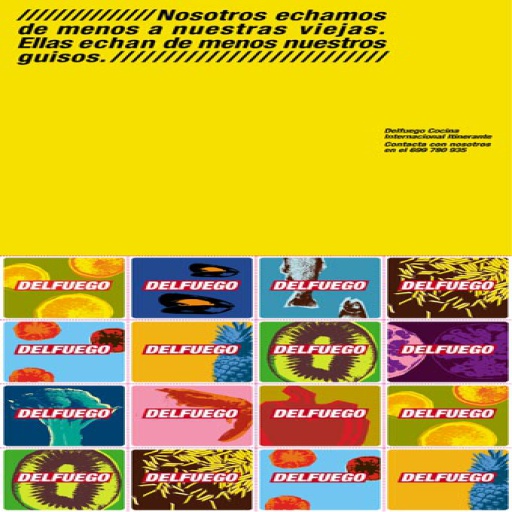 ///////////////Nosotros echamos
de menos a nuestras viejas.
Ellas echan de menos nuestros
guisos.////////////////////////////
Delfuego Cocina
Internacional Itinerante
Contacta con nosotros
en el 699 780 935
DELFUEGO DELFUEGO DELFUEGO DELFUEGO
DELFUEGO DELFUEGO DELFUEGO DELFUEGO
DELFUEGO DELFUEGO DELFUEGO DELFUEGO
DELFUEGO DELFUEGO DELFUEGO DELFUEGO